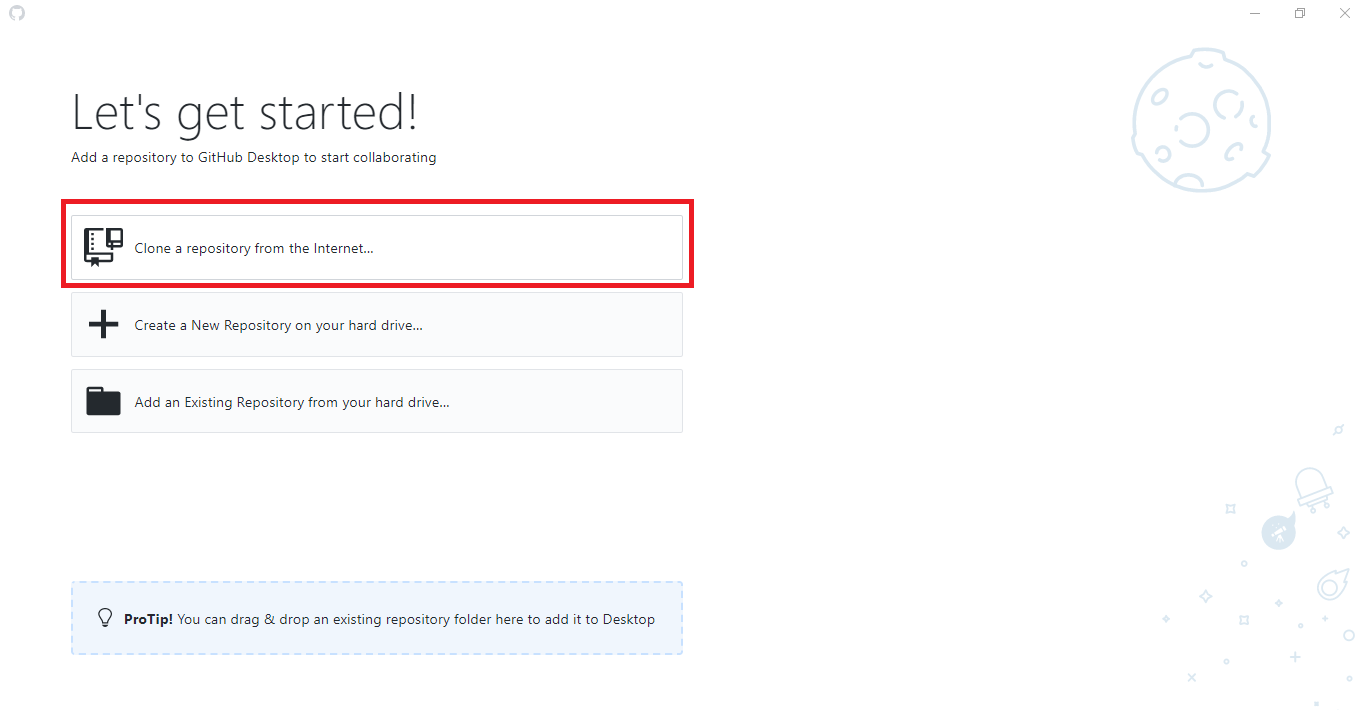 Let's get started!
Add a repository to GitHub Desktop to start collaborating
Clone a repository from the Internet...
Create a New Repository on your hard drive...
Add an Existing Repository from your hard drive...
ProTip! You can drag & drop an existing repository folder here to add it to Desktop